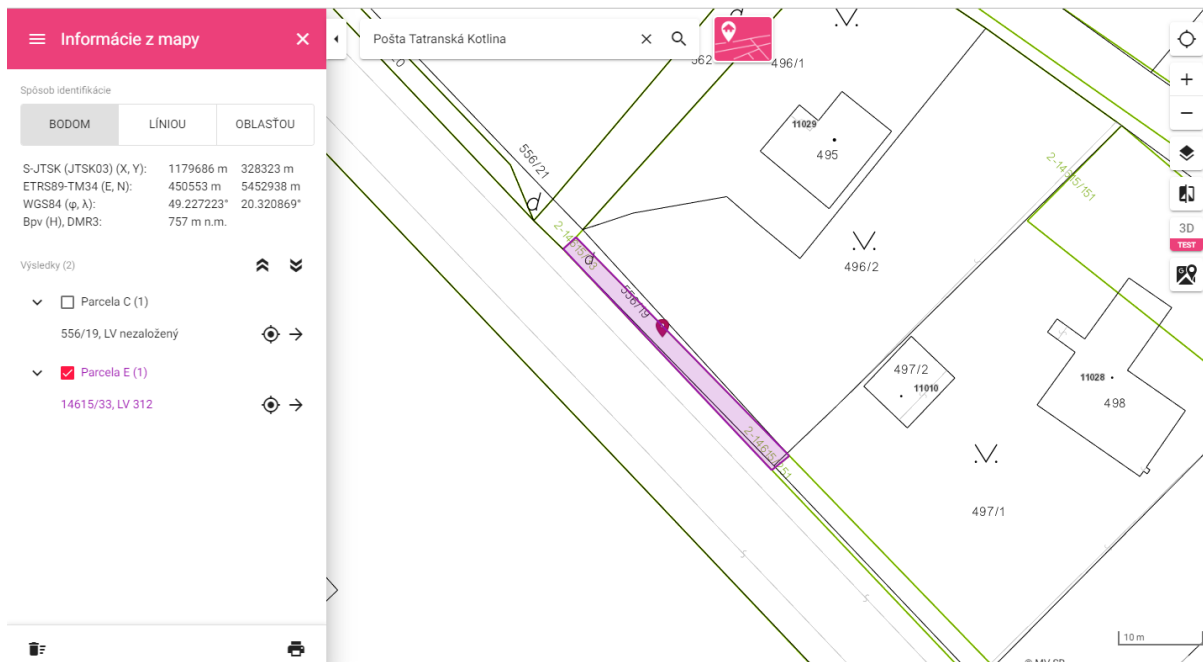 Informácie z mapy
Pošta Tatranská Kotlina
Spôsob identifikácie
BODOM LÍNIOU OBLASŤOU
S-JTSK (JTSK03) (X, Y): 1179686 m 328323 m
ETRS89-TM34 (E, N): 450553 m 5452938 m
WGS84 (φ, λ): 49.227223° 20.320869°
Bpv (H), DMR3: 757 m n.m.
Výsledky (2)
Parcela C (1)
556/19, LV nezaložený
Parcela E (1)
14615/33, LV 312
496/1
11029
495
556/21
2-14615/151
3D
TEST
496/2
556/19
497/2
11010
11028
498
497/1
10 m